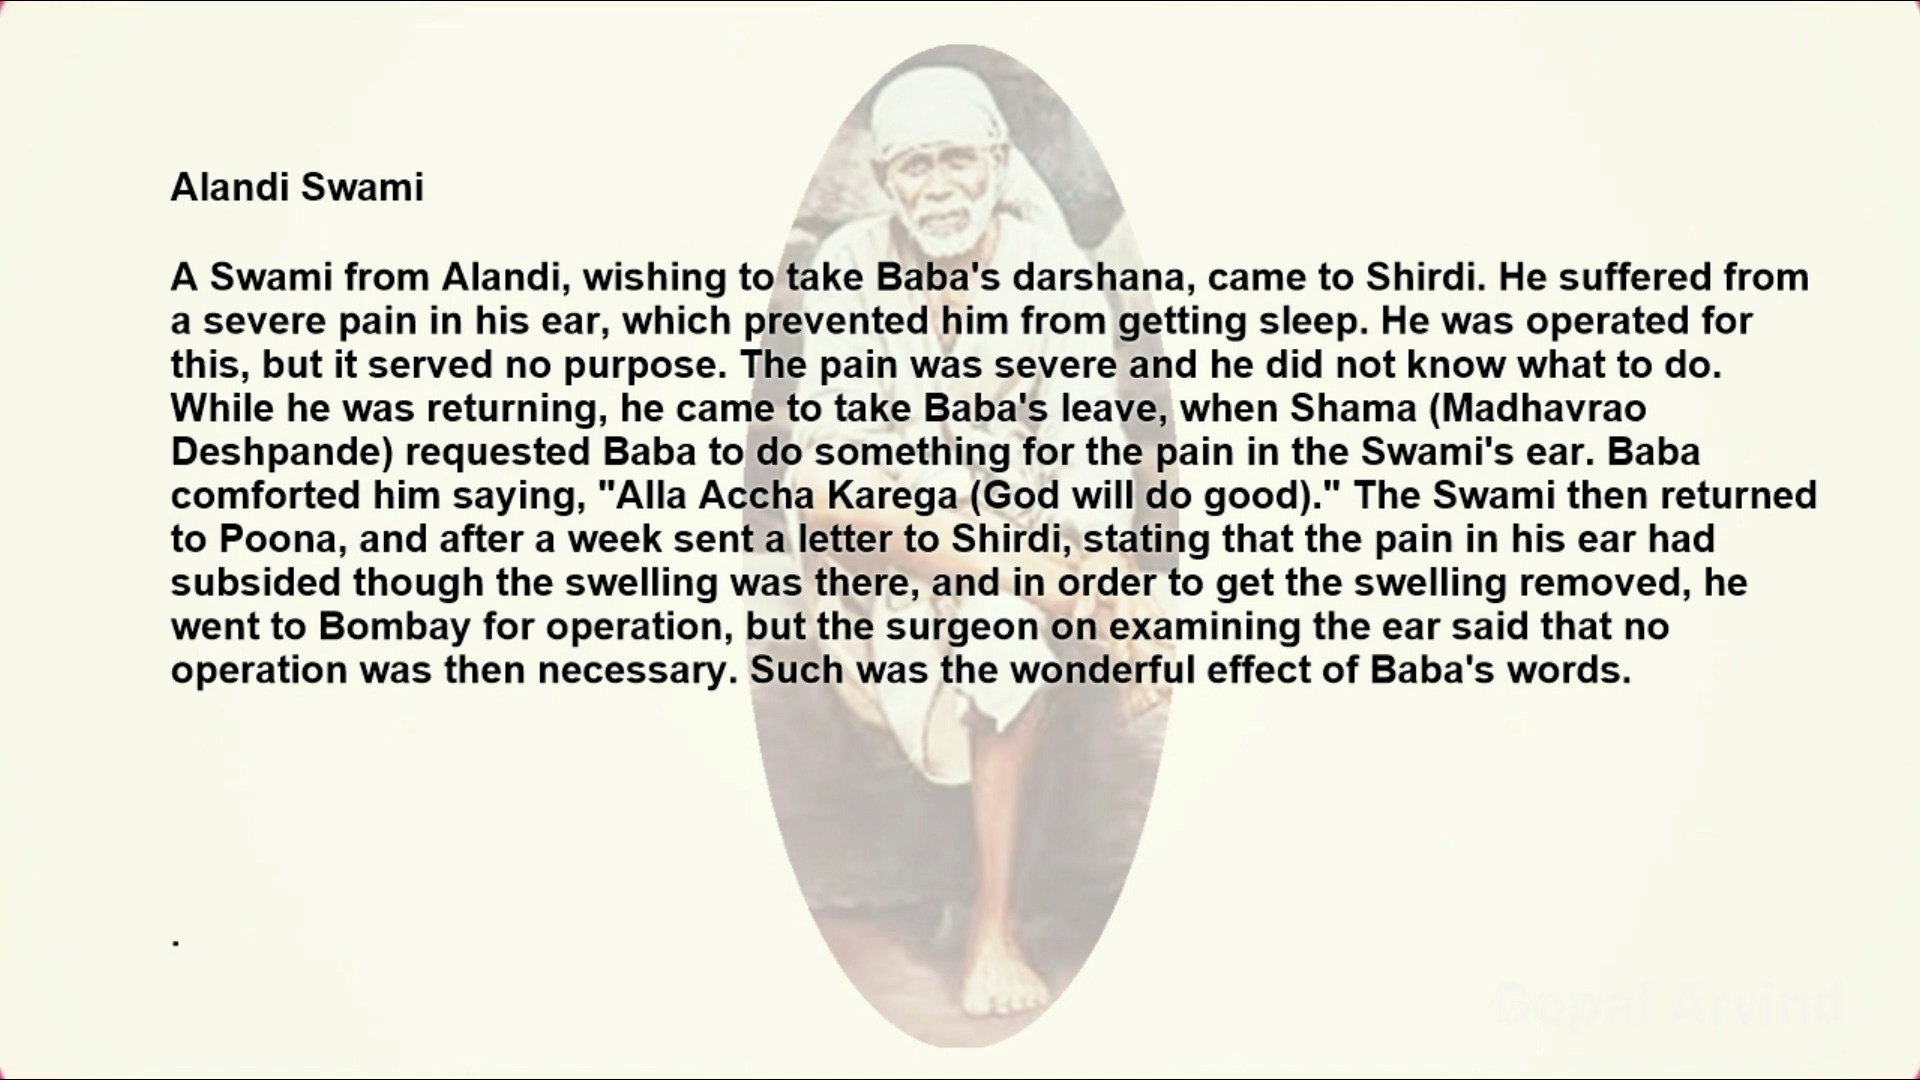 Alandi Swami
A Swami from Alandi, wishing to take Baba's darshana, came to Shirdi. He suffered from
a severe pain in his ear, which prevented him from getting sleep. He was operated for
this, but it served no purpose. The pain was severe and he did not know what to do.
While he was returning, he came to take Baba's leave, when Shama (Madhavrao
Deshpande) requested Baba to do something for the pain in the Swami's ear. Baba
comforted him saying, "Alla Accha Karega (God will do good)." The Swami then returned
to Poona, and after a week sent a letter to Shirdi, stating that the pain in his ear had
subsided though the swelling was there, and in order to get the swelling removed, he
went to Bombay for operation, but the surgeon on examining the ear said that no
operation was then necessary. Such was the wonderful effect of Baba's words.
.
Gopal Arvind